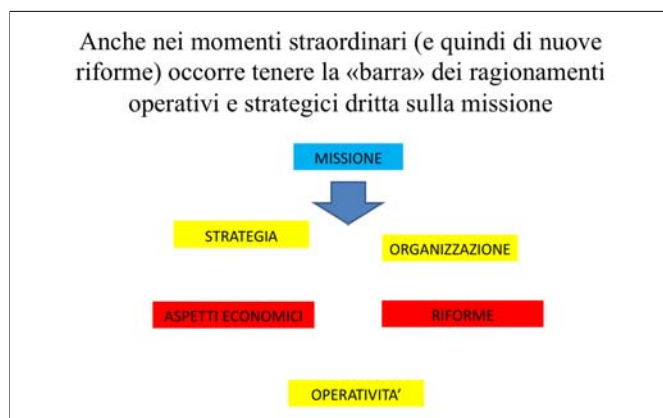 Anche nei momenti straordinari (e quindi di nuove
riforme) occorre tenere la «barra» dei ragionamenti
operativi e strategici dritta sulla missione
MISSIONE
STRATEGIA
ORGANIZZAZIONE
ASPETTI ECONOMICI
RIFORME
OPERATIVITA’